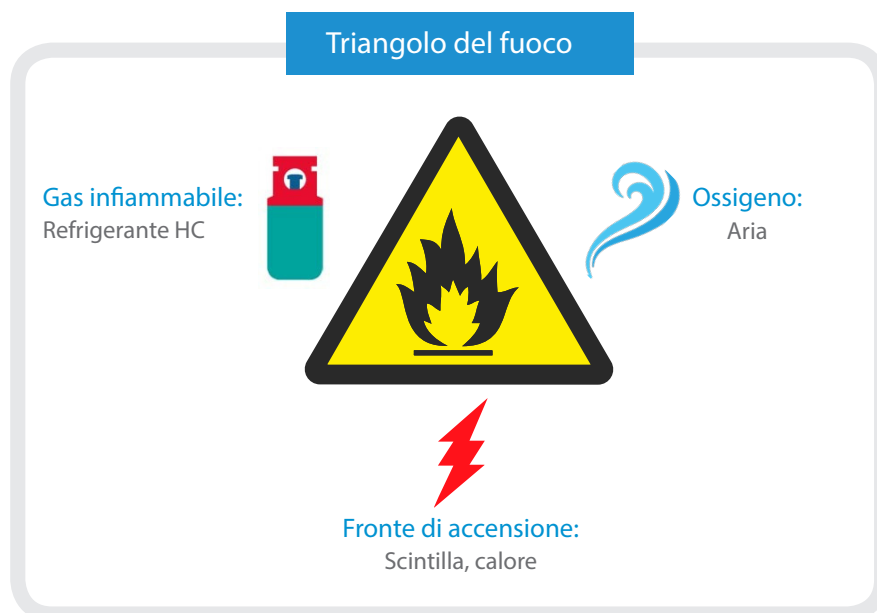 Triangolo del fuoco
Gas infiammabile:
Refrigerante HC
Ossigeno:
Aria
Fronte di accensione:
Scintilla, calore